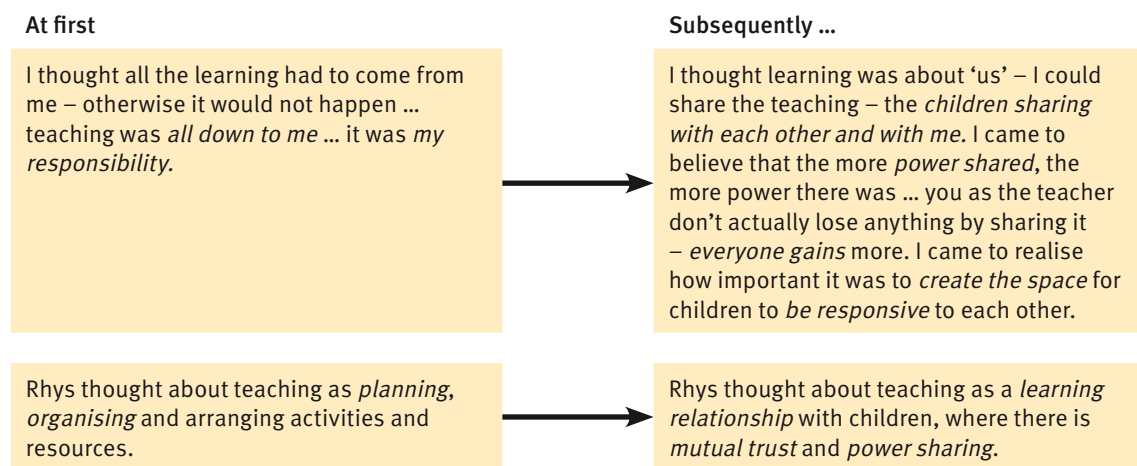 At first
Subsequently ...
I thought all the learning had to come from
me – otherwise it would not happen ...
teaching was all down to me ... it was my
responsibility.
I thought learning was about ‘us’ – I could
share the teaching – the children sharing
with each other and with me. I came to
believe that the more power shared, the
more power there was ... you as the teacher
don’t actually lose anything by sharing it
– everyone gains more. I came to realise
how important it was to create the space for
children to be responsive to each other.
Rhys thought about teaching as planning,
organising and arranging activities and
resources.
Rhys thought about teaching as a learning
relationship with children, where there is
mutual trust and power sharing.